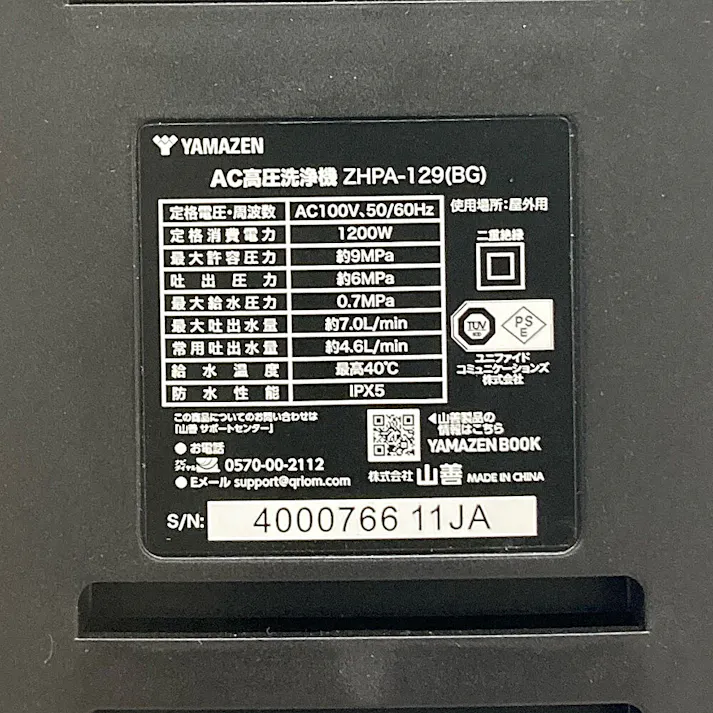 YAMAZEN
AC高圧洗浄機 ZHPA-129(BG)
定格電圧・周波数 AC100V、50/60Hz
定格消費電力 1200W
最大許容圧力 約9MPa
吐出圧力 約6MPa
最大給水圧力 0.7MPa
最大吐出水量 約7.0L/min
常用吐出水量 約4.6L/min
給水温度 最高40℃
防水性能 IPX5
使用場所:屋外用
二重絶縁
TÜV
PS
E
ユニファイド
コミュニケーションズ
株式会社
この商品についてのお問い合わせは
「山善 サポートセンター」
●お電話
ナビダイヤル 0570-00-2112
●Eメール support@qriom.com
◀山善製品の
情報はこちら
YAMAZEN BOOK
株式会社 山善 MADE IN CHINA
S/N: 4000766 11JA